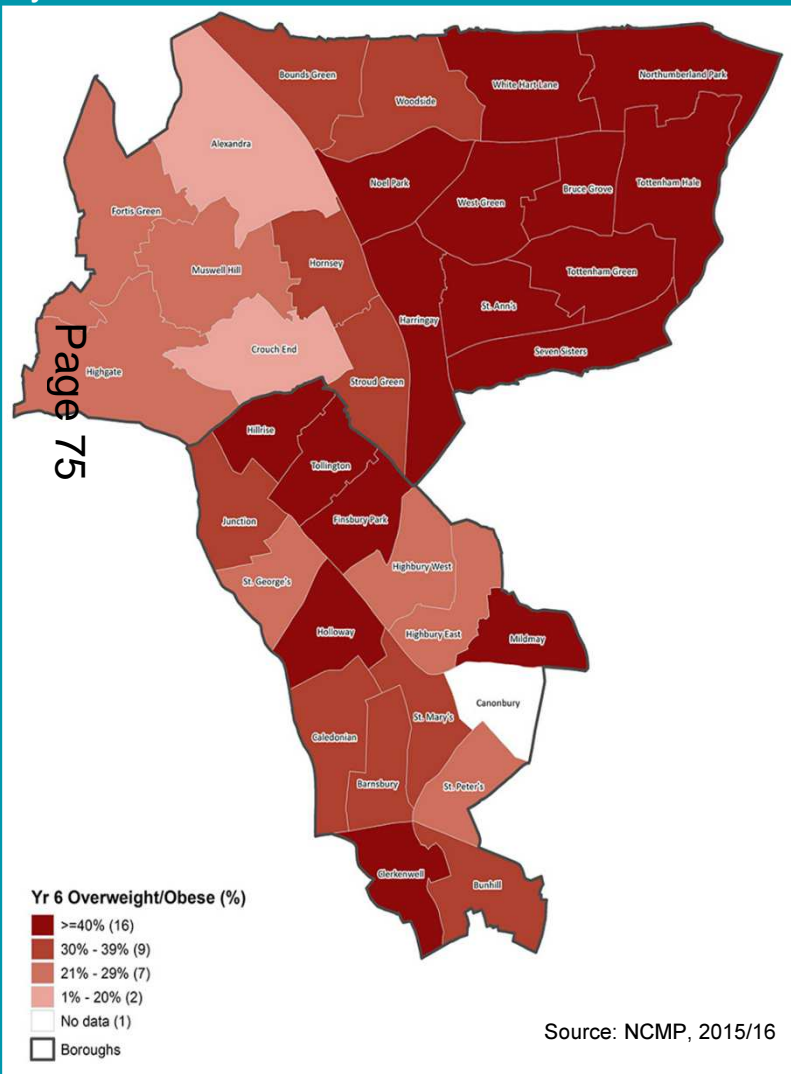 Bounds Green
White Hart Lane
Northumberland Park
Woodside
Alexandra
Noel Park
West Green
Bruce Grove
Tottenham Hale
Fortis Green
Muswell Hill
Hornsey
Tottenham Green
St. Ann's
Harringay
Crouch End
Seven Sisters
Highgate
Stroud Green
Page 75
Hillrise
Tollington
Junction
Finsbury Park
St. George's
Highbury West
Holloway
Highbury East
Mildmay
Canonbury
St. Mary's
Caledonian
Barnsbury
St. Peter's
Clerkenwell
Bunhill
Yr 6 Overweight/Obese (%)
>=40% (16)
30% - 39% (9)
21% - 29% (7)
1% - 20% (2)
No data (1)
Boroughs
Source: NCMP, 2015/16